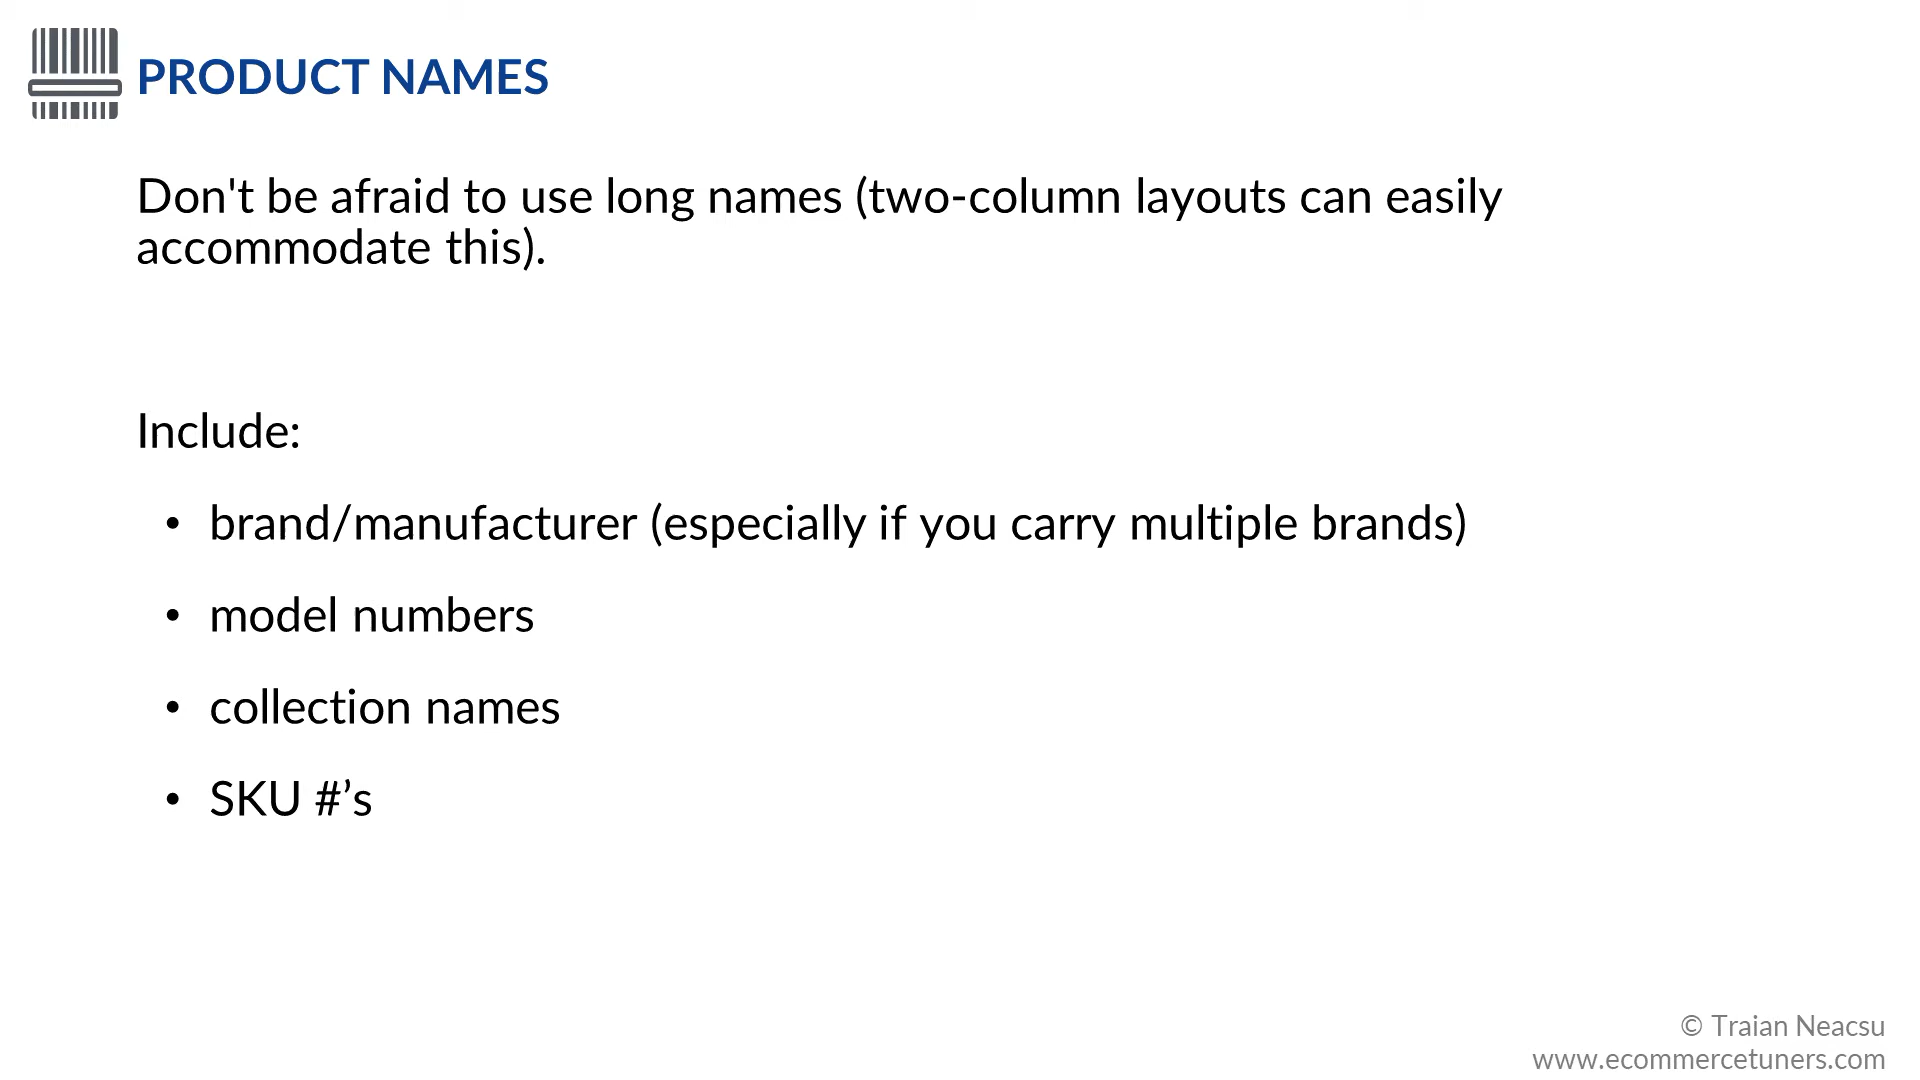 PRODUCT NAMES
Don't be afraid to use long names (two-column layouts can easily
accommodate this).
Include:
• brand/manufacturer (especially if you carry multiple brands)
• model numbers
• collection names
• SKU #’s
© Traian Neacsu
www.ecommercetuners.com